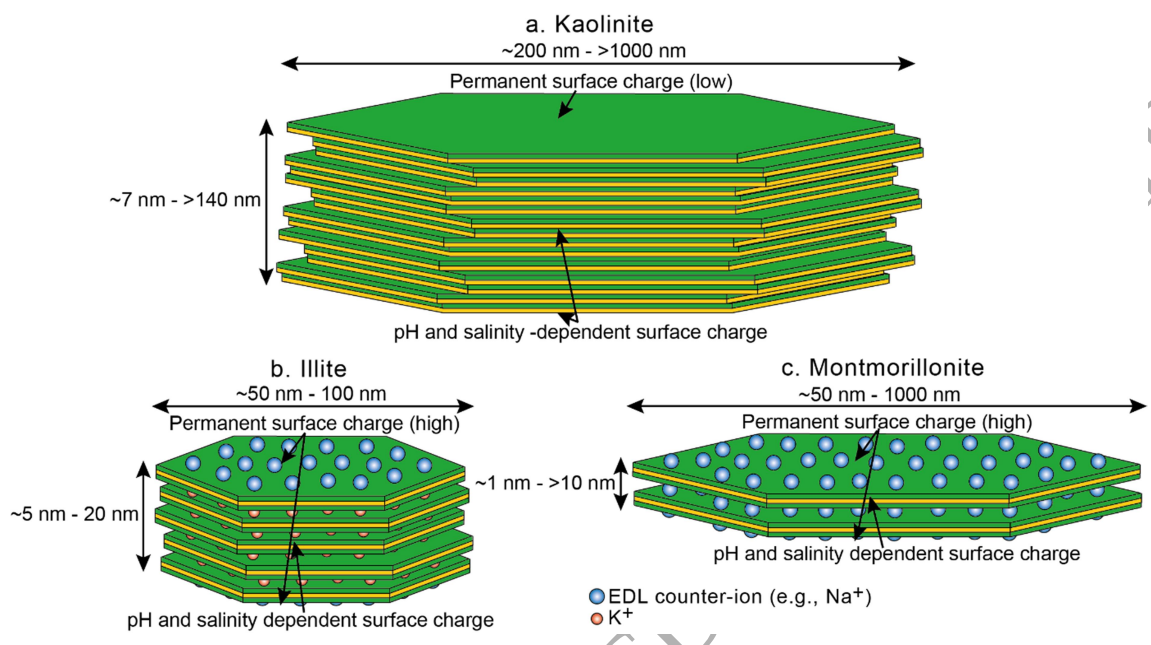 a. Kaolinite
~200 nm - >1000 nm
Permanent surface charge (low)
~7 nm - >140 nm
pH and salinity -dependent surface charge
b. Illite
~50 nm - 100 nm
Permanent surface charge (high)
~5 nm - 20 nm
pH and salinity dependent surface charge
c. Montmorillonite
~50 nm - 1000 nm
Permanent surface charge (high)
~1 nm - >10 nm
pH and salinity dependent surface charge
EDL counter-ion (e.g., Na⁺)
K⁺